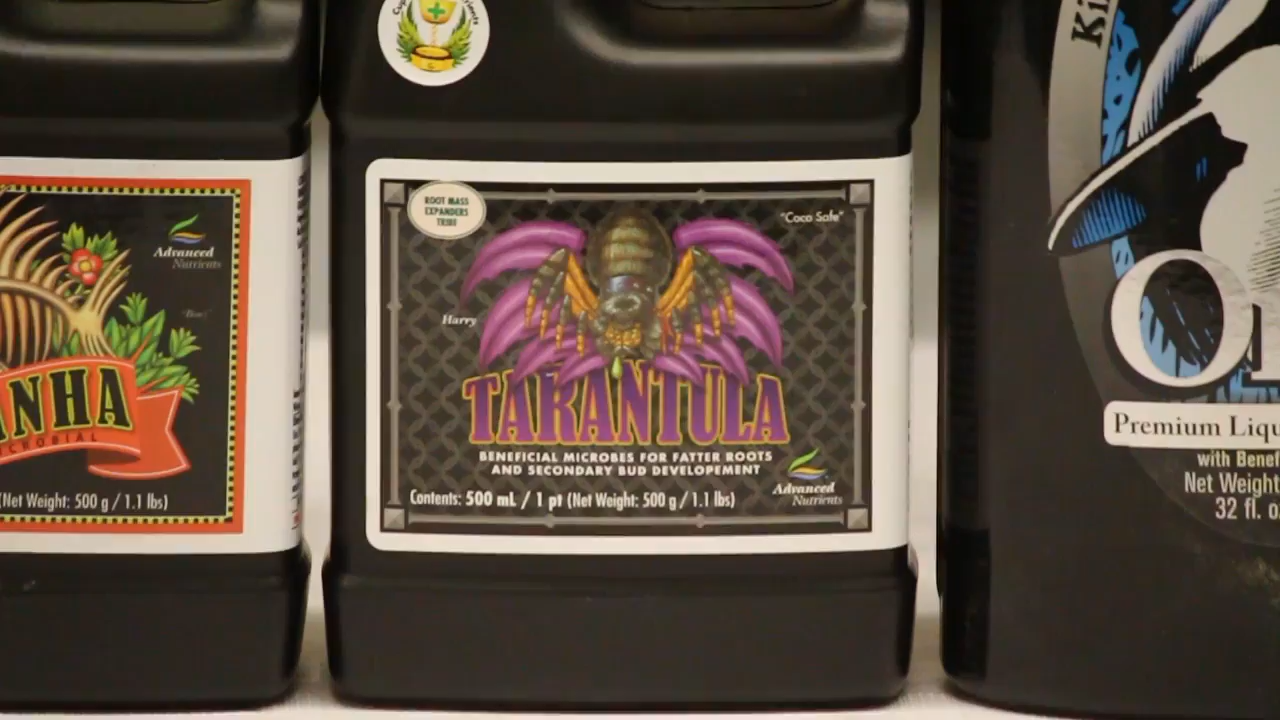 Advanced
Nutrients
NHA
(Net Weight: 500 g / 1.1 lbs)
ROOT MASS
EXPANDERS
TRIBE
"Coco Safe"
Harry
TARANTULA
BENEFICIAL MICROBES FOR FATTER ROOTS
AND SECONDARY BUD DEVELOPEMENT
Advanced
Nutrients
Contents: 500 mL / 1 pt (Net Weight: 500 g / 1.1 lbs)
Ki
O
Premium Liqu
with Benef
Net Weight
32 fl. o